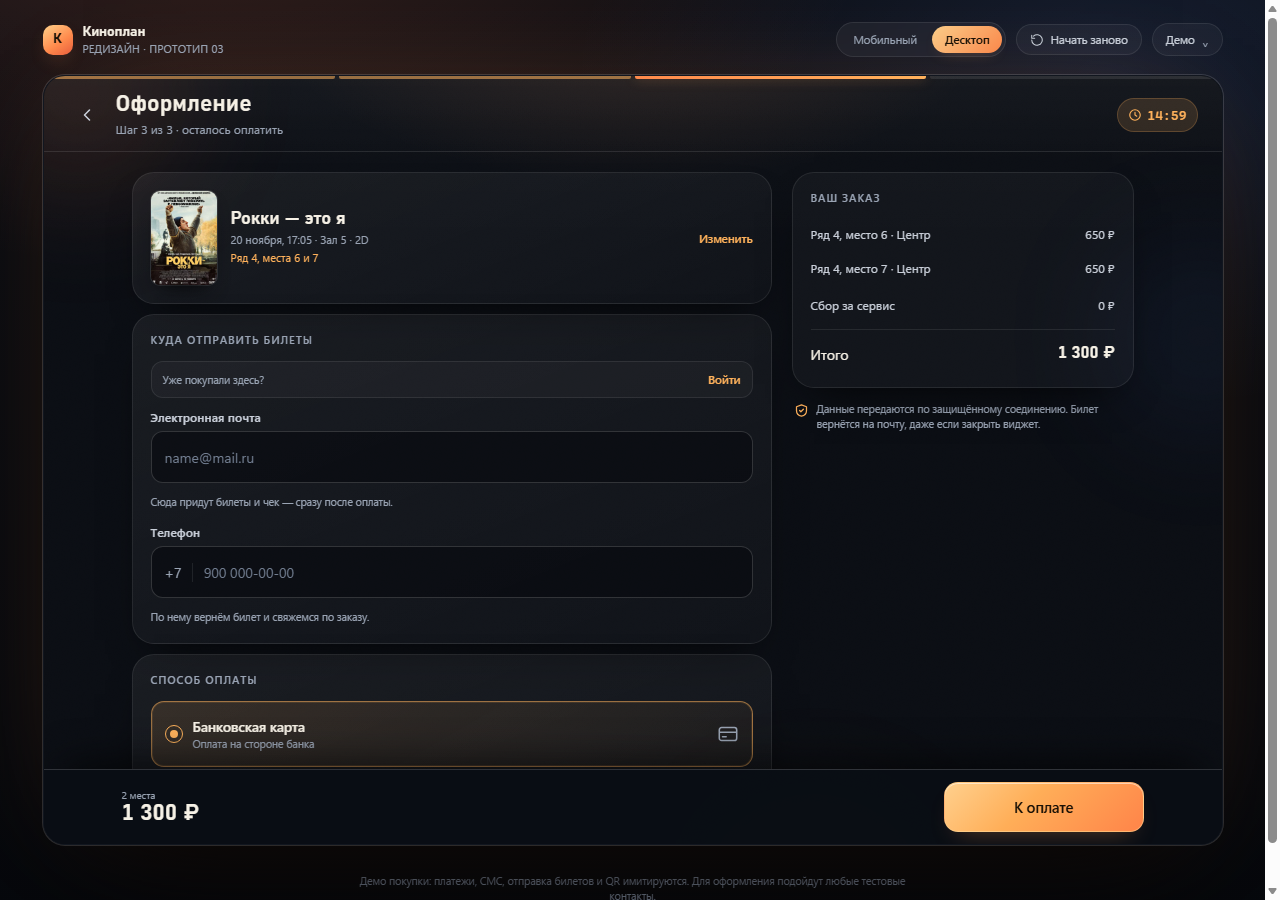 К
Киноплан
РЕДИЗАЙН · ПРОТОТИП 03
Мобильный
Десктоп
Начать заново
Демо
Оформление
Шаг 3 из 3 · осталось оплатить
14:59
РОККИ
ЭТО Я
Рокки — это я
20 ноября, 17:05 · Зал 5 · 2D
Ряд 4, места 6 и 7
Изменить
КУДА ОТПРАВИТЬ БИЛЕТЫ
Уже покупали здесь?
Войти
Электронная почта
name@mail.ru
Сюда придут билеты и чек — сразу после оплаты.
Телефон
+7
900 000-00-00
По нему вернём билет и свяжемся по заказу.
СПОСОБ ОПЛАТЫ
Банковская карта
Оплата на стороне банка
ВАШ ЗАКАЗ
Ряд 4, место 6 · Центр 650 ₽
Ряд 4, место 7 · Центр 650 ₽
Сбор за сервис 0 ₽
Итого 1 300 ₽
Данные передаются по защищённому соединению. Билет
вернётся на почту, даже если закрыть виджет.
2 места
1 300 ₽
К оплате
Демо покупки: платежи, СМС, отправка билетов и QR имитируются. Для оформления подойдут любые тестовые
контакты.